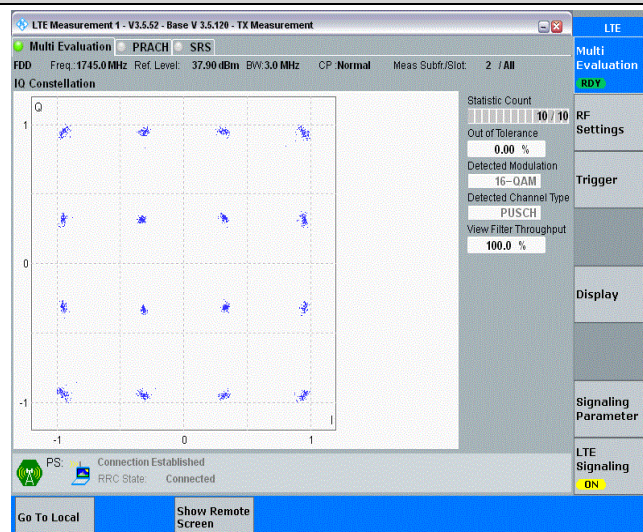 LTE Measurement 1 - V3.5.52 - Base V 3.5.120 - TX Measurement
LTE
Multi Evaluation PRACH SRS
Multi
Evaluation
RDY
FDD Freq.:1745.0 MHz Ref. Level: 37.90 dBm BW:3.0 MHz CP :Normal Meas Subfr./Slot: 2 / All
IQ Constellation
Q
1
0
-1
I
-1 0 1
Statistic Count
10 / 10
Out of Tolerance
0.00 %
Detected Modulation
16-QAM
Detected Channel Type
PUSCH
View Filter Throughput
100.0 %
RF
Settings
Trigger
Display
Signaling
Parameter
LTE
Signaling
ON
PS: Connection Established
RRC State: Connected
Go To Local
Show Remote
Screen